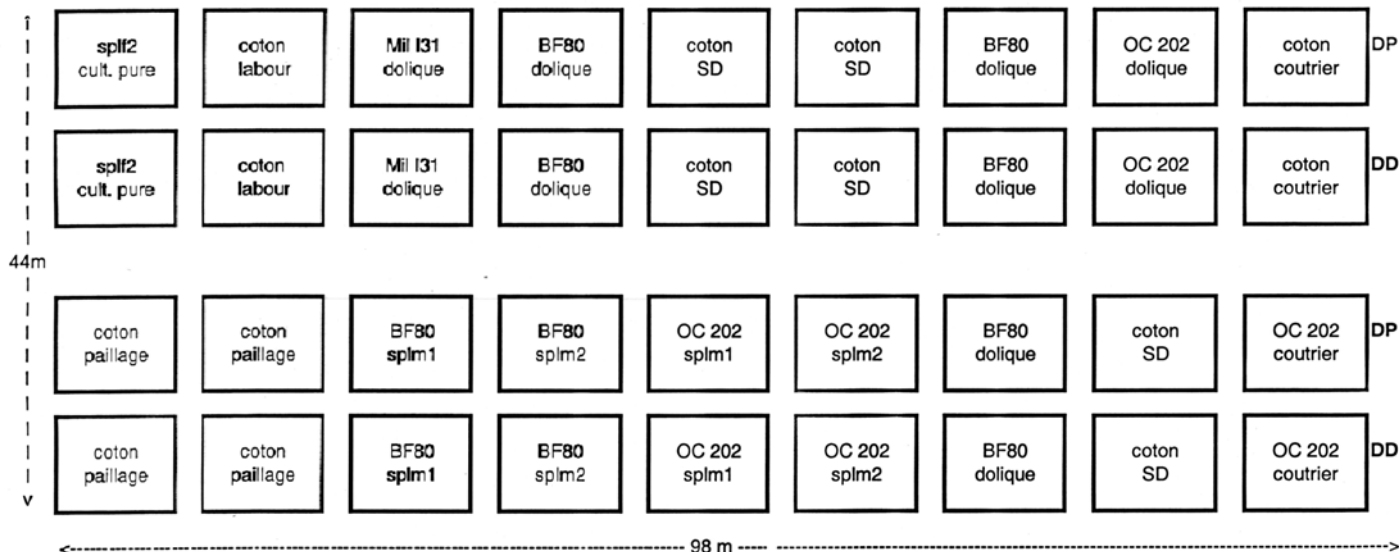 splf2 coton Mil I31 BF80 coton coton BF80 OC 202 coton DP
cult. pure labour dolique dolique SD SD dolique dolique coutrier
splf2 coton Mil I31 BF80 coton coton BF80 OC 202 coton DD
cult. pure labour dolique dolique SD SD dolique dolique coutrier
44m
coton coton BF80 BF80 OC 202 OC 202 BF80 coton OC 202 DP
paillage paillage splm1 splm2 splm1 splm2 dolique SD coutrier
coton coton BF80 BF80 OC 202 OC 202 BF80 coton OC 202 DD
paillage paillage splm1 splm2 splm1 splm2 dolique SD coutrier
98 m